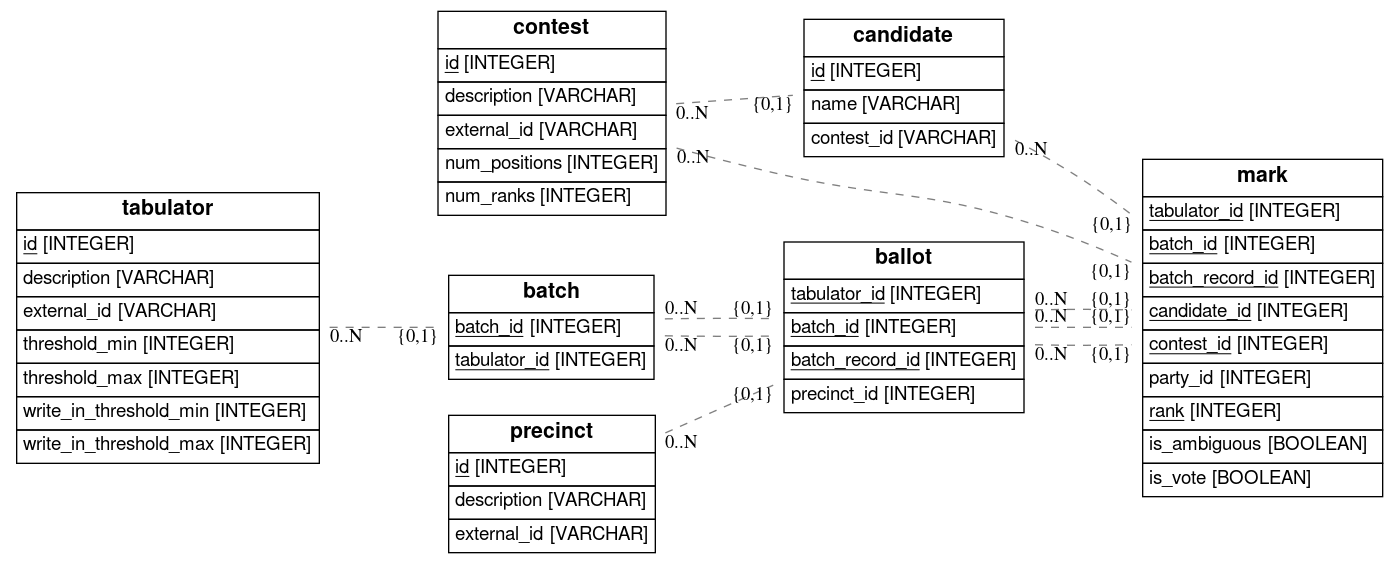 contest
id [INTEGER]
description [VARCHAR]
external_id [VARCHAR]
num_positions [INTEGER]
num_ranks [INTEGER]
0..N
{0,1}
0..N
candidate
id [INTEGER]
name [VARCHAR]
contest_id [VARCHAR]
0..N
{0,1}
{0,1}
tabulator
id [INTEGER]
description [VARCHAR]
external_id [VARCHAR]
threshold_min [INTEGER]
threshold_max [INTEGER]
write_in_threshold_min [INTEGER]
write_in_threshold_max [INTEGER]
0..N
{0,1}
batch
batch_id [INTEGER]
tabulator_id [INTEGER]
0..N
{0,1}
0..N
{0,1}
precinct
id [INTEGER]
description [VARCHAR]
external_id [VARCHAR]
0..N
{0,1}
ballot
tabulator_id [INTEGER]
batch_id [INTEGER]
batch_record_id [INTEGER]
precinct_id [INTEGER]
0..N
{0,1}
0..N
{0,1}
0..N
{0,1}
mark
tabulator_id [INTEGER]
batch_id [INTEGER]
batch_record_id [INTEGER]
candidate_id [INTEGER]
contest_id [INTEGER]
party_id [INTEGER]
rank [INTEGER]
is_ambiguous [BOOLEAN]
is_vote [BOOLEAN]